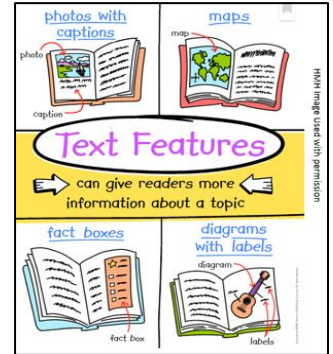 photos with
captions
photo
caption
maps
map
Text Features
can give readers more
information about a topic
fact boxes
fact box
diagrams
with labels
diagram
labels
HMH Image used with permission